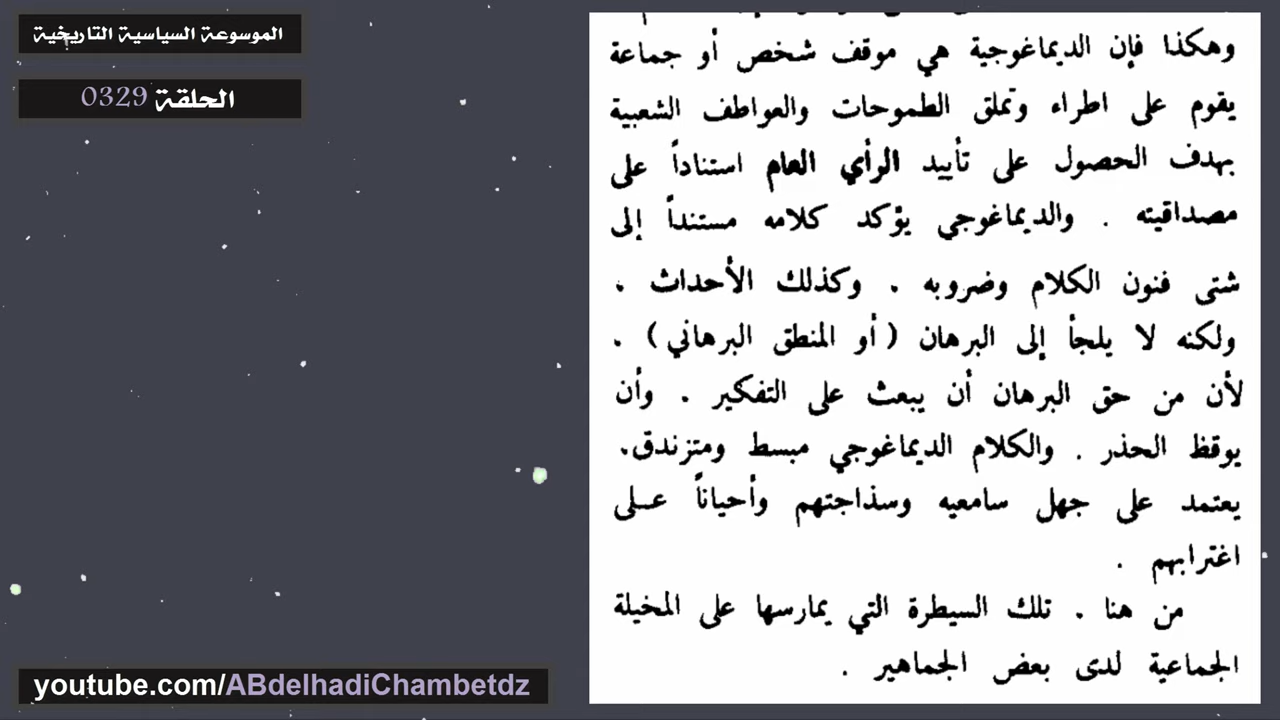 الموسوعة السياسية التاريخية
الحلقة 0329
وهكذا فإن الديماغوجية هي موقف شخص أو جماعة
يقوم على اطراء وتملق الطموحات والعواطف الشعبية
بهدف الحصول على تأييد الرأي العام استناداً على
مصداقيته . والديماغوجي يؤكد كلامه مستنداً إلى
شتى فنون الكلام وضروبه . وكذلك الأحداث .
ولكنه لا يلجأ إلى البرهان ( أو المنطق البرهاني ) .
لأن من حق البرهان أن يبعث على التفكير . وأن
يوقظ الحذر . والكلام الديماغوجي مبسط ومتزندق.
يعتمد على جهل سامعيه وسذاجتهم وأحياناً عـلى
اغترابهم .
من هنا . تلك السيطرة التي يمارسها على المخيلة
الجماعية لدى بعض الجماهير .
youtube.com/ABdelhadiChambetdz